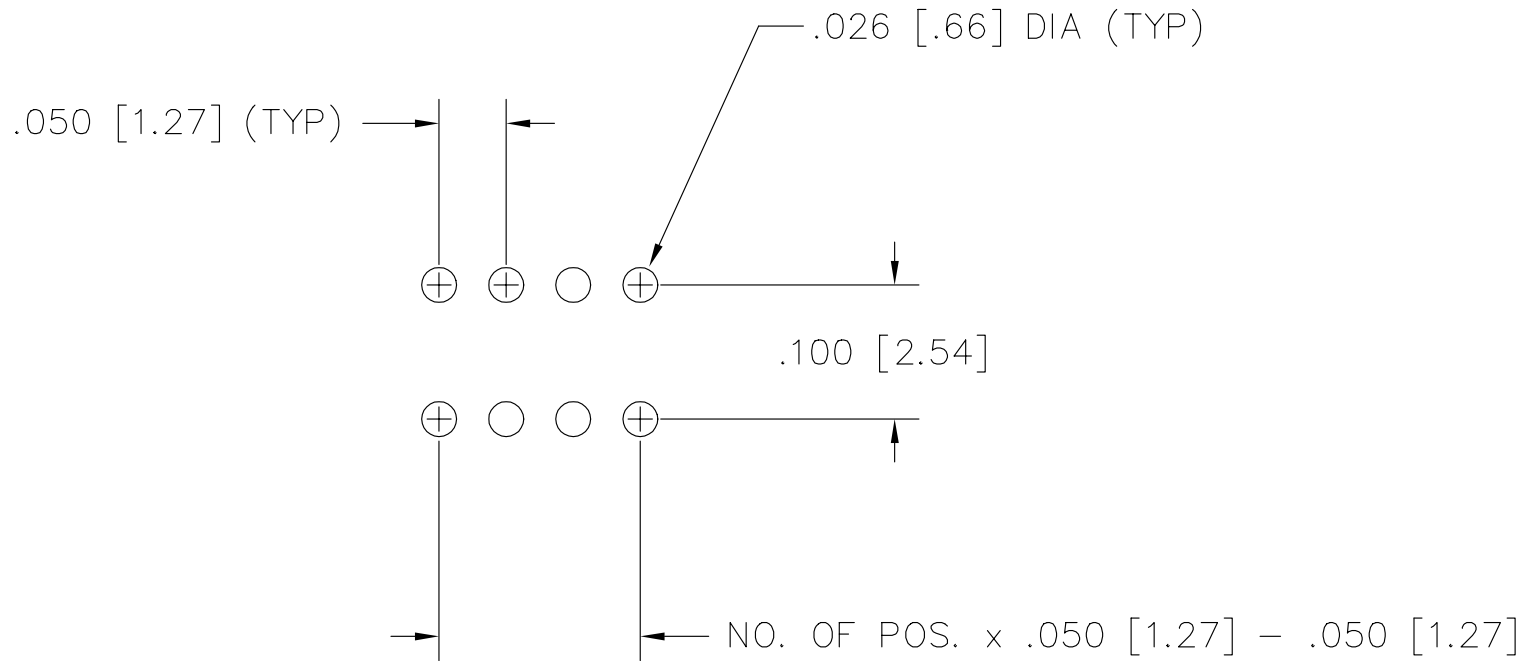 .026 [.66] DIA (TYP)
.050 [1.27] (TYP)
.100 [2.54]
NO. OF POS. x .050 [1.27] – .050 [1.27]